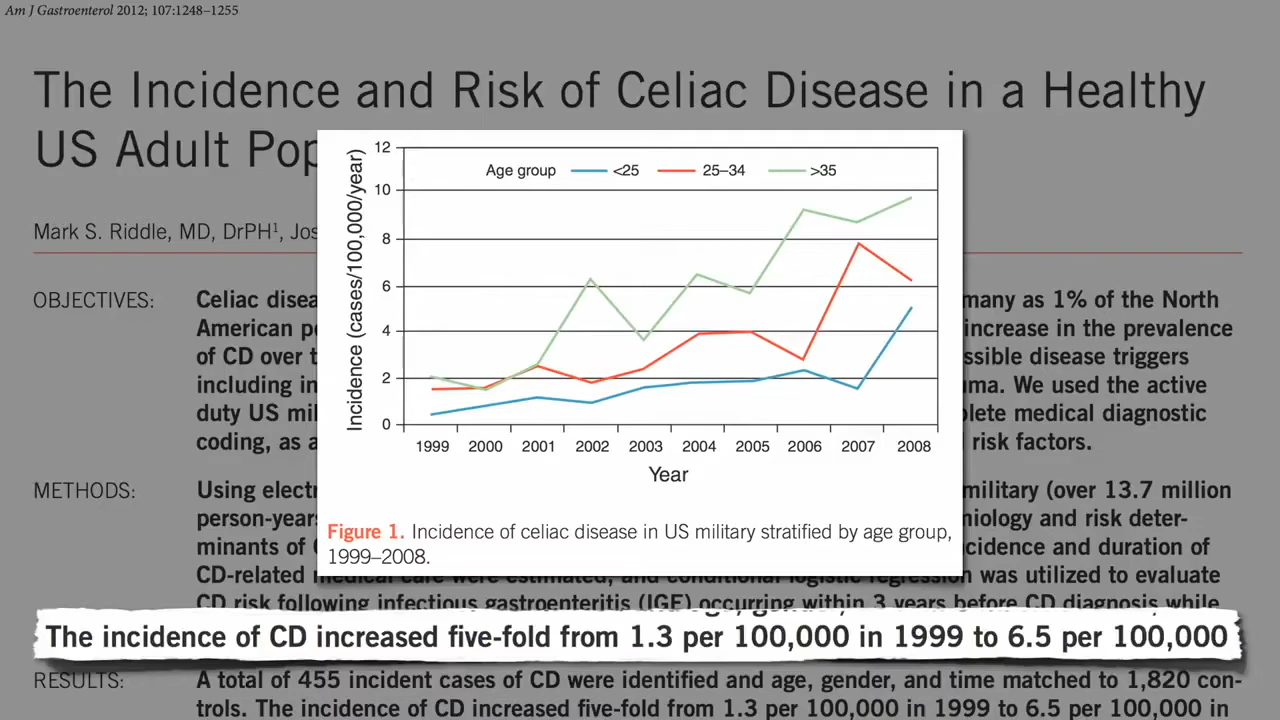 Am J Gastroenterol 2012; 107:1248–1255
The Incidence and Risk of Celiac Disease in a Healthy
US Adult Pop
Mark S. Riddle, MD, DrPH¹, Jos
12
10
8
6
4
2
0
Incidence (cases/100,000/year)
Age group <25 25–34 >35
1999 2000 2001 2002 2003 2004 2005 2006 2007 2008
Year
Figure 1. Incidence of celiac disease in US military stratified by age group,
1999–2008.
OBJECTIVES: Celiac disea many as 1% of the North
American p increase in the prevalence
of CD over t ssible disease triggers
including in uma. We used the active
duty US mil plete medical diagnostic
coding, as a risk factors.
METHODS: Using elect military (over 13.7 million
person-years niology and risk deter-
minants of cidence and duration of
CD-related medical care were estimated, and conditional logistic regression was utilized to evaluate
CD risk following infectious gastroenteritis (IGE) occurring within 3 years before CD diagnosis while
The incidence of CD increased five-fold from 1.3 per 100,000 in 1999 to 6.5 per 100,000
RESULTS: A total of 455 incident cases of CD were identified and age, gender, and time matched to 1,820 con-
trols. The incidence of CD increased five-fold from 1.3 per 100,000 in 1999 to 6.5 per 100,000 in